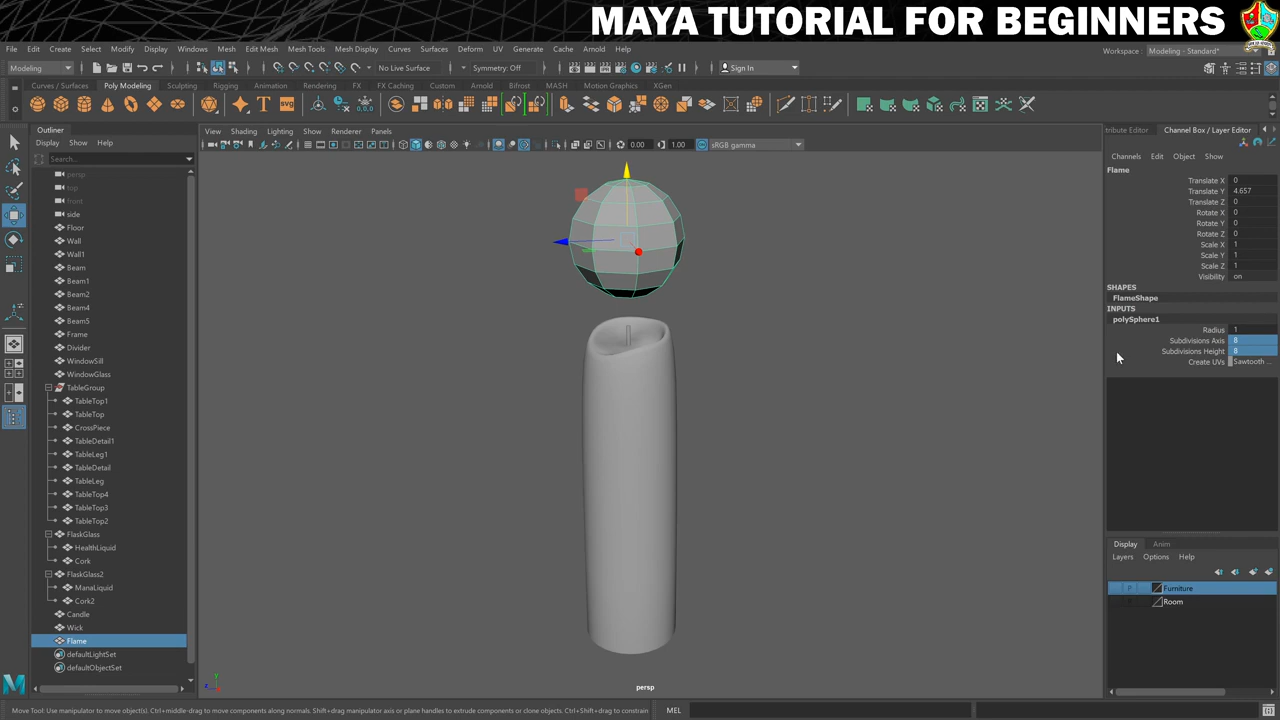 MAYA TUTORIAL FOR BEGINNERS
File Edit Create Select Modify Display Windows Mesh Edit Mesh Mesh Tools Mesh Display Curves Surfaces Deform UV Generate Cache Arnold Help
Workspace: Modeling - Standard*
Modeling No Live Surface Symmetry: Off Sign In
Curves / Surfaces Poly Modeling Sculpting Rigging Animation Rendering FX FX Caching Custom Arnold Bifrost MASH Motion Graphics XGen
Outliner
Display Show Help
Search...
persp
top
front
side
Floor
Wall
Wall1
Beam
Beam1
Beam2
Beam4
Beam5
Frame
Divider
WindowSill
WindowGlass
TableGroup
TableTop1
TableTop
CrossPiece
TableDetail1
TableLeg1
TableDetail
TableLeg
TableTop4
TableTop3
TableTop2
FlaskGlass
HealthLiquid
Cork
FlaskGlass2
ManaLiquid
Cork2
Candle
Wick
Flame
defaultLightSet
defaultObjectSet
View Shading Lighting Show Renderer Panels
0.00 1.00 sRGB gamma
persp
tribute Editor Channel Box / Layer Editor
Channels Edit Object Show
Flame
Translate X 0
Translate Y 4.657
Translate Z 0
Rotate X 0
Rotate Y 0
Rotate Z 0
Scale X 1
Scale Y 1
Scale Z 1
Visibility on
SHAPES
FlameShape
INPUTS
polySphere1
Radius 1
Subdivisions Axis 8
Subdivisions Height 8
Create UVs Sawtooth ...
Display Anim
Layers Options Help
P Furniture
P Room
Move Tool: Use manipulator to move object(s). Ctrl+middle-drag to move components along normals. Shift+drag manipulator axis or plane handles to extrude components or clone objects. Ctrl+Shift+drag to constrain
MEL